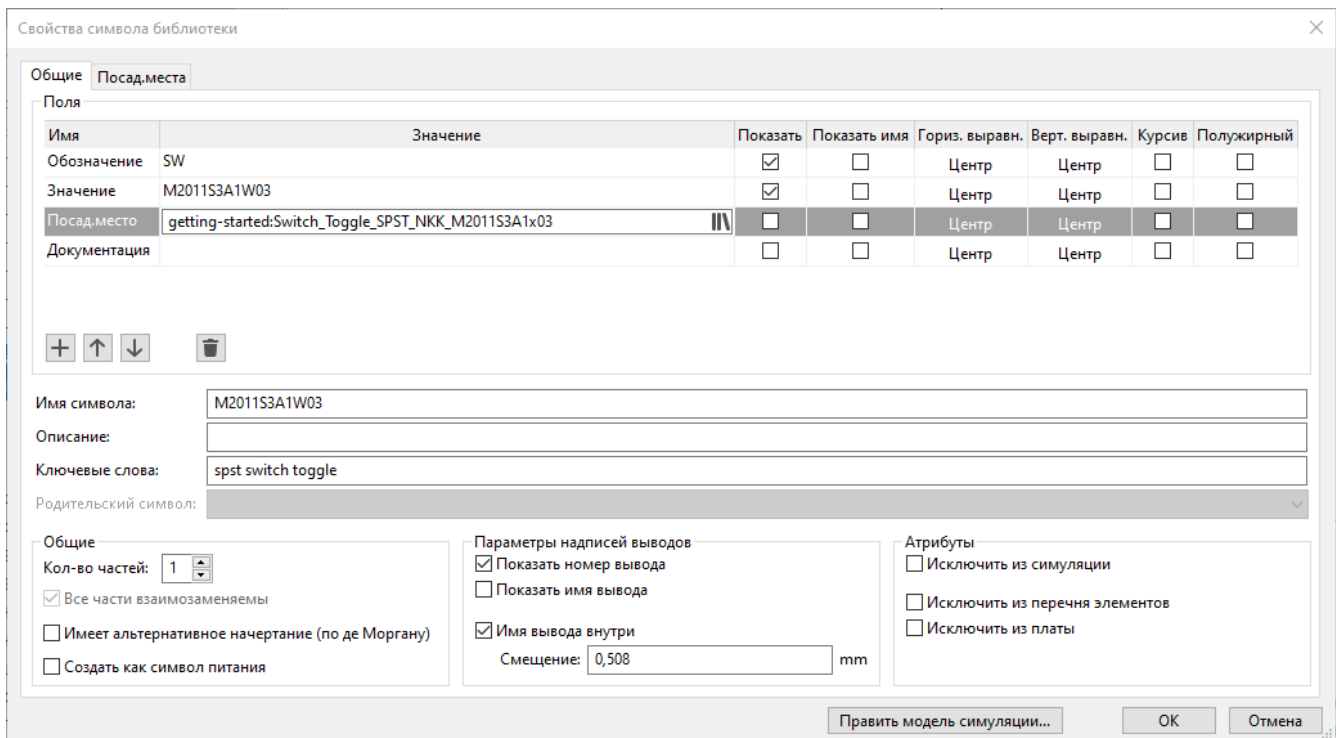 Свойства символа библиотеки
Общие Посад.места
Поля
Имя Значение Показать Показать имя Гориз. выравн. Верт. выравн. Курсив Полужирный
Обозначение SW Центр Центр
Значение M2011S3A1W03 Центр Центр
Посад.место getting-started:Switch_Toggle_SPST_NKK_M2011S3A1x03 Центр Центр
Документация Центр Центр
Имя символа: M2011S3A1W03
Описание:
Ключевые слова: spst switch toggle
Родительский символ:
Общие
Кол-во частей: 1
Все части взаимозаменяемы
Имеет альтернативное начертание (по де Моргану)
Создать как символ питания
Параметры надписей выводов
Показать номер вывода
Показать имя вывода
Имя вывода внутри
Смещение: 0,508 mm
Атрибуты
Исключить из симуляции
Исключить из перечня элементов
Исключить из платы
Править модель симуляции... OK Отмена